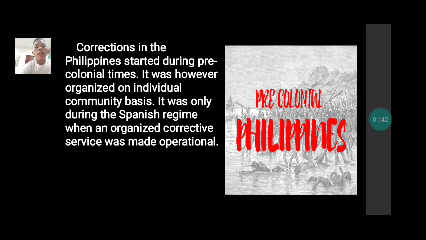 Corrections in the
Philippines started during pre-
colonial times. It was however
organized on individual
community basis. It was only
during the Spanish regime
when an organized corrective
service was made operational.
PRE COLONIAL
PHILIPPINES
01:42